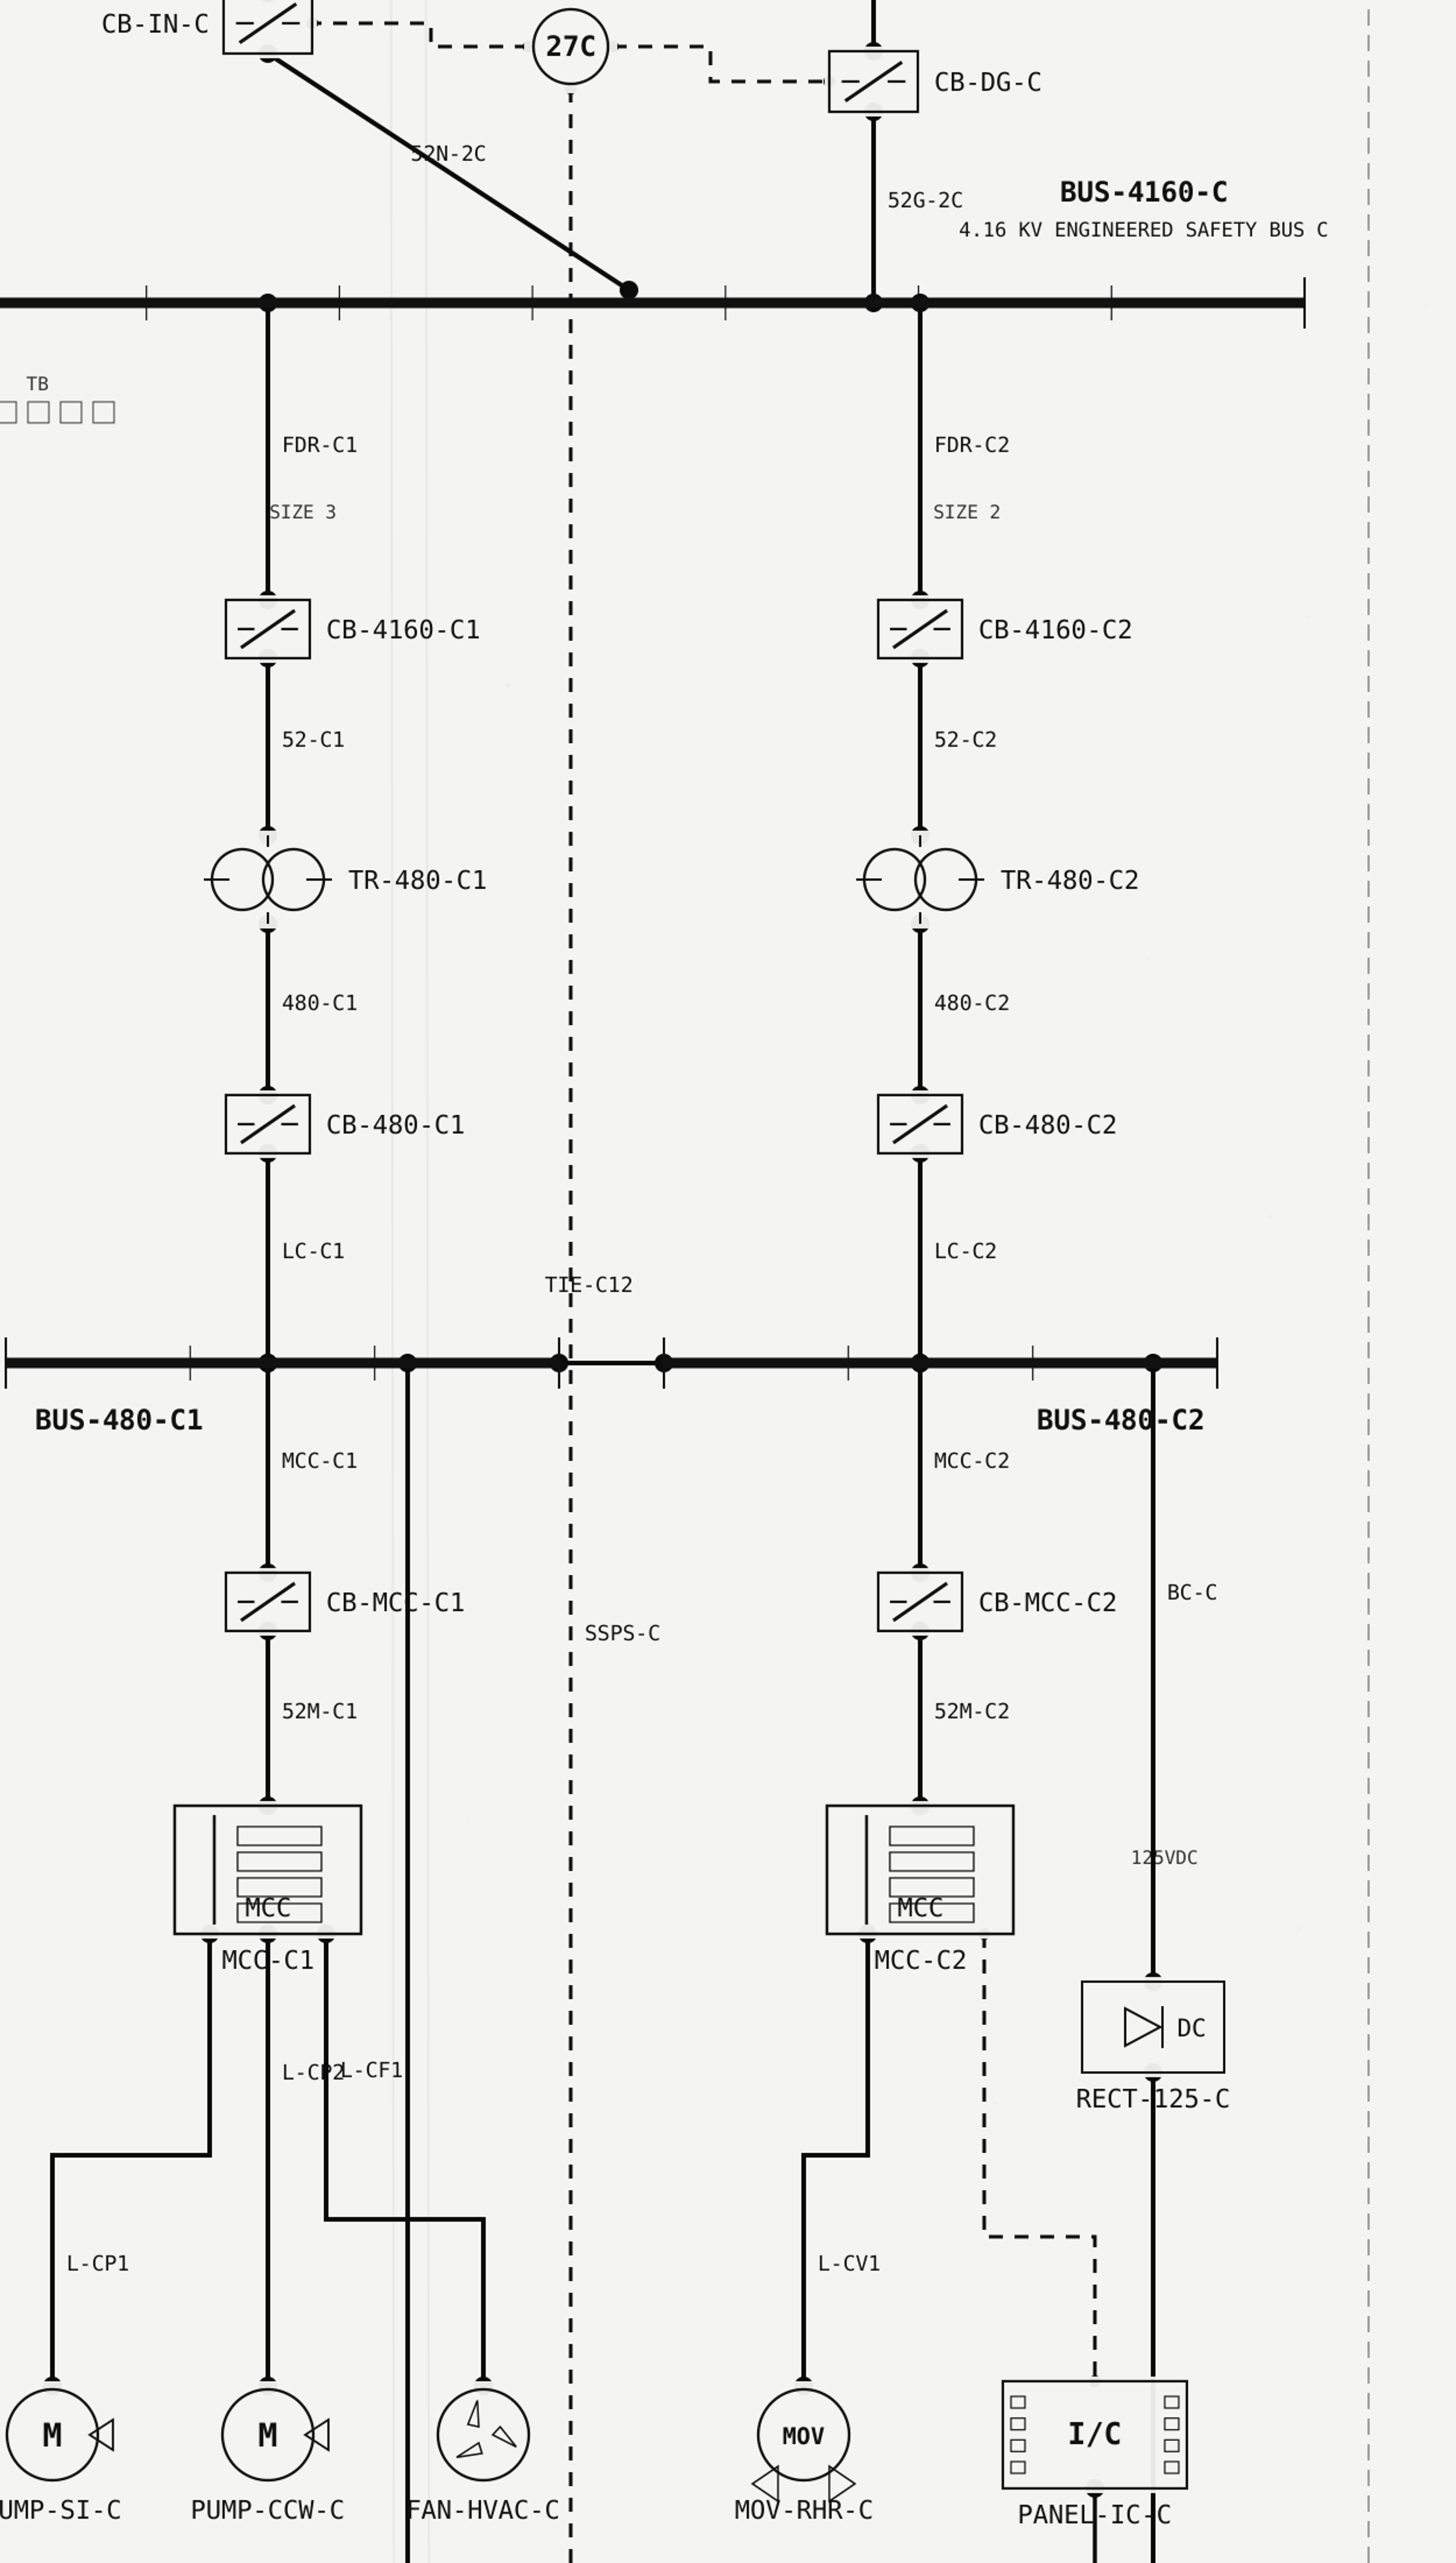 CB-IN-C
27C
CB-DG-C
52N-2C
52G-2C
BUS-4160-C
4.16 KV ENGINEERED SAFETY BUS C
TB
FDR-C1
FDR-C2
SIZE 3
SIZE 2
CB-4160-C1
CB-4160-C2
52-C1
52-C2
TR-480-C1
TR-480-C2
480-C1
480-C2
CB-480-C1
CB-480-C2
LC-C1
LC-C2
TIE-C12
BUS-480-C1
BUS-480-C2
MCC-C1
MCC-C2
CB-MCC-C1
CB-MCC-C2
BC-C
SSPS-C
52M-C1
52M-C2
125VDC
MCC
MCC
MCC-C1
MCC-C2
DC
L-CP2
L-CF1
RECT-125-C
L-CP1
L-CV1
M
M
MOV
I/C
UMP-SI-C
PUMP-CCW-C
FAN-HVAC-C
MOV-RHR-C
PANEL-IC-C